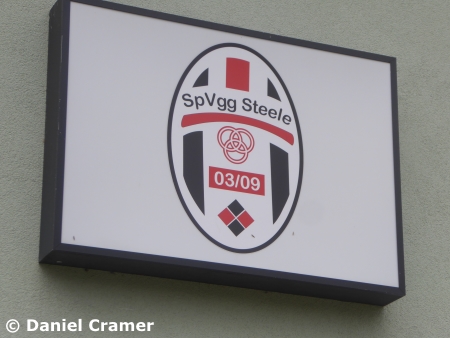 SpVgg Steele
03/09
© Daniel Cramer